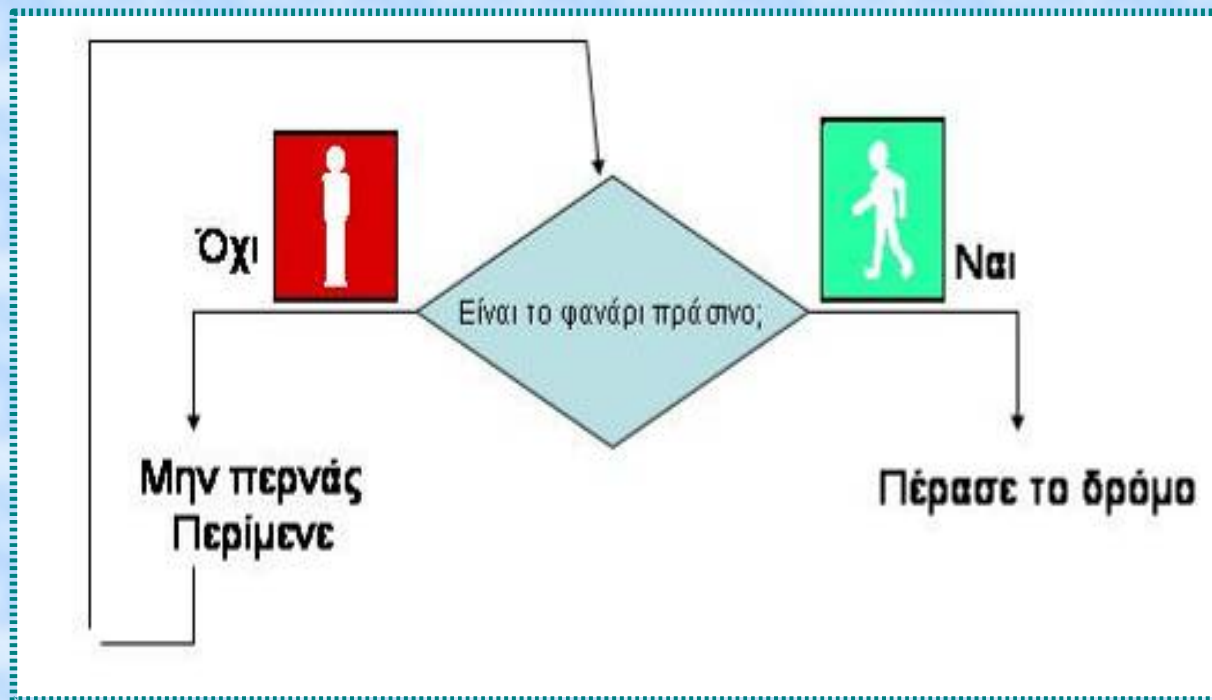 Όχι
Ναι
Είναι το φανάρι πράσινο;
Μην περνάς
Περίμενε
Πέρασε το δρόμο